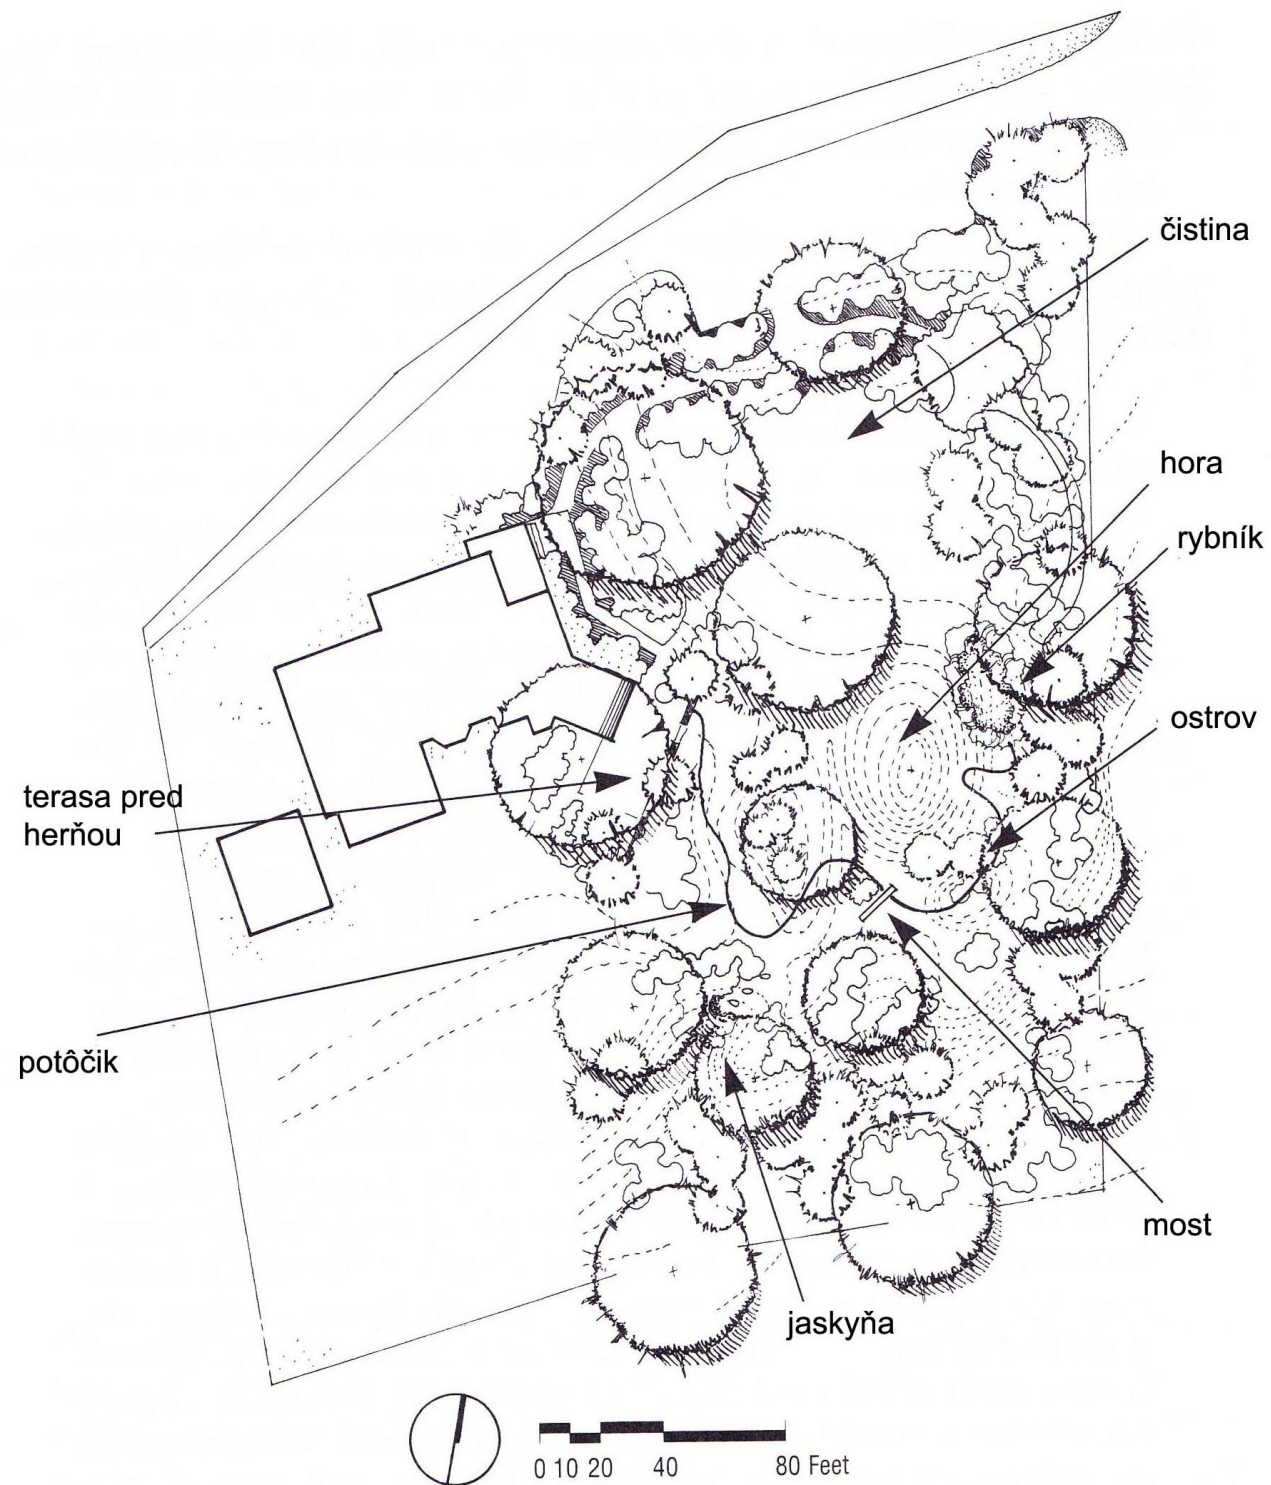 čistina
hora
rybník
ostrov
terasa pred
herňou
potôčik
most
jaskyňa
0 10 20 40 80 Feet